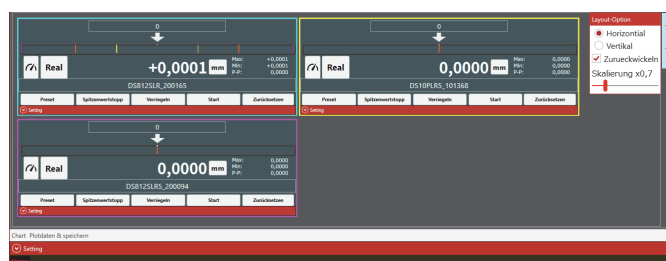 0
Real
+0,0001 mm
Max: +0,0001
Min: +0,0001
P-P: 0,0000
DS812SLR_200165
Preset Spitzenwertstopp Verriegeln Start Zurücksetzen
Setting
0
Real
0,0000 mm
Max: 0,0000
Min: 0,0000
P-P: 0,0000
DS10PLR5_101368
Preset Spitzenwertstopp Verriegeln Start Zurücksetzen
Setting
0
Real
0,0000 mm
Max: 0,0000
Min: 0,0000
P-P: 0,0000
DS812SLR5_200094
Preset Spitzenwertstopp Verriegeln Start Zurücksetzen
Setting
Layout-Option
Horizontial
Vertikal
Zurueckwickeln
Skalierung x0,7
Chart Plotdaten & speichern
Setting